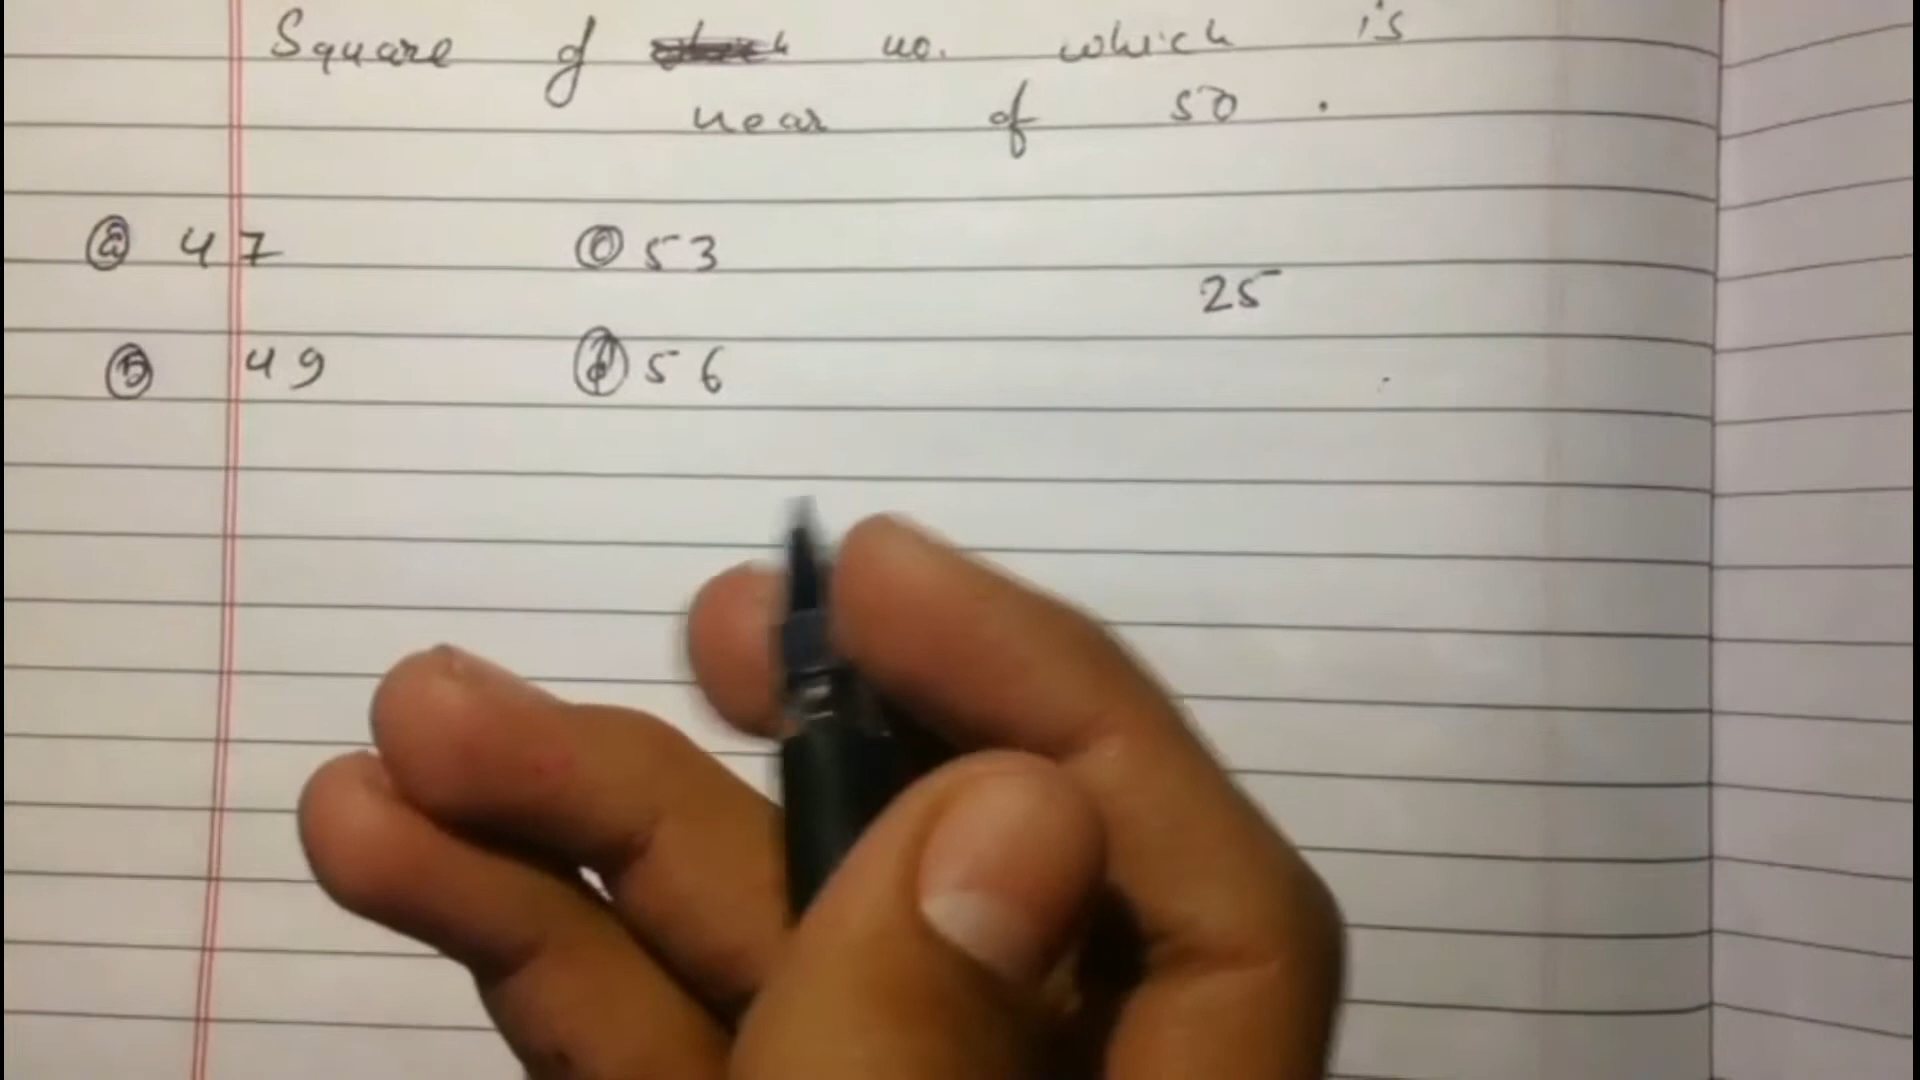 Square of no. which is
near of 50.
ⓐ 47
ⓒ 53
25
ⓑ 49
ⓓ 56